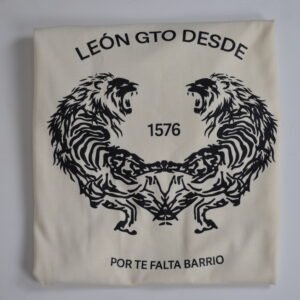 LEÓN GTO DESDE
1576
POR TE FALTA BARRIO